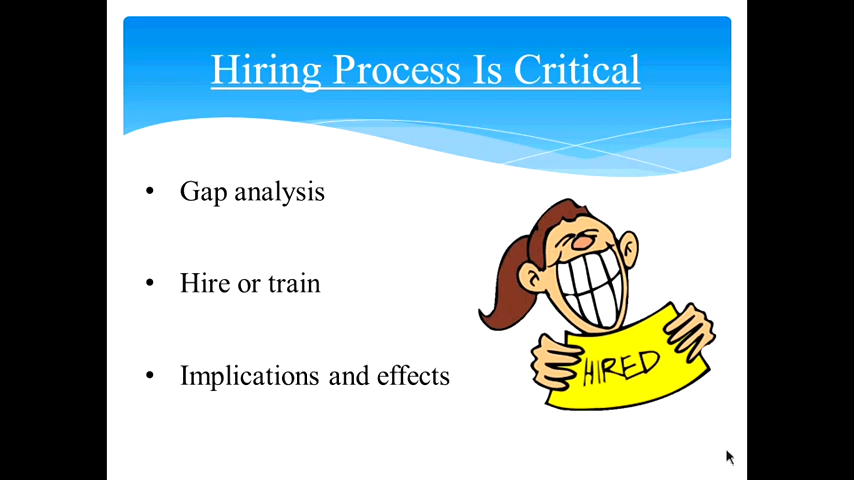 Hiring Process Is Critical
• Gap analysis
• Hire or train
• Implications and effects
HIRED